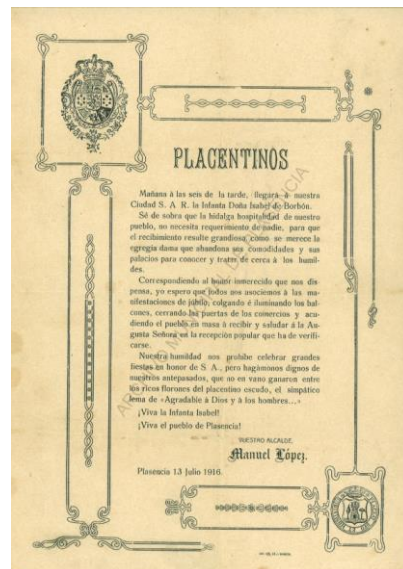 PLACENTINOS
Mañana á las seis de la tarde, llegará á nuestra
Ciudad S. A. R. la Infanta Doña Isabel de Borbón.
Sé de sobra que la hidalga hospitalidad de nuestro
pueblo, no necesita requerimiento de nadie, para que
el recibimiento resulte grandioso como se merece la
egregia dama que abandona sus comodidades y sus
palacios para conocer y tratar de cerca á los humil-
des.
Correspondiendo al honor inmerecido que nos dis-
pensa, yo espero que todos nos asociemos á las ma-
nifestaciones de júbilo, colgando é iluminando los bal-
cones, cerrando las puertas de los comercios y acu-
diendo el pueblo en masa á recibir y saludar á la Au-
gusta Señora en la recepción popular que ha de verifi-
carse.
Nuestra humildad nos prohibe celebrar grandes
fiestas en honor de S. A., pero hagámonos dignos de
nuestros antepasados, que no en vano ganaron entre
los ricos florones del placentino escudo, el simpático
lema de «Agradable á Dios y á los hombres...»
¡Viva la Infanta Isabel!
¡Viva el pueblo de Plasencia!
VUESTRO ALCALDE,
Manuel López.
Plasencia 13 Julio 1916.